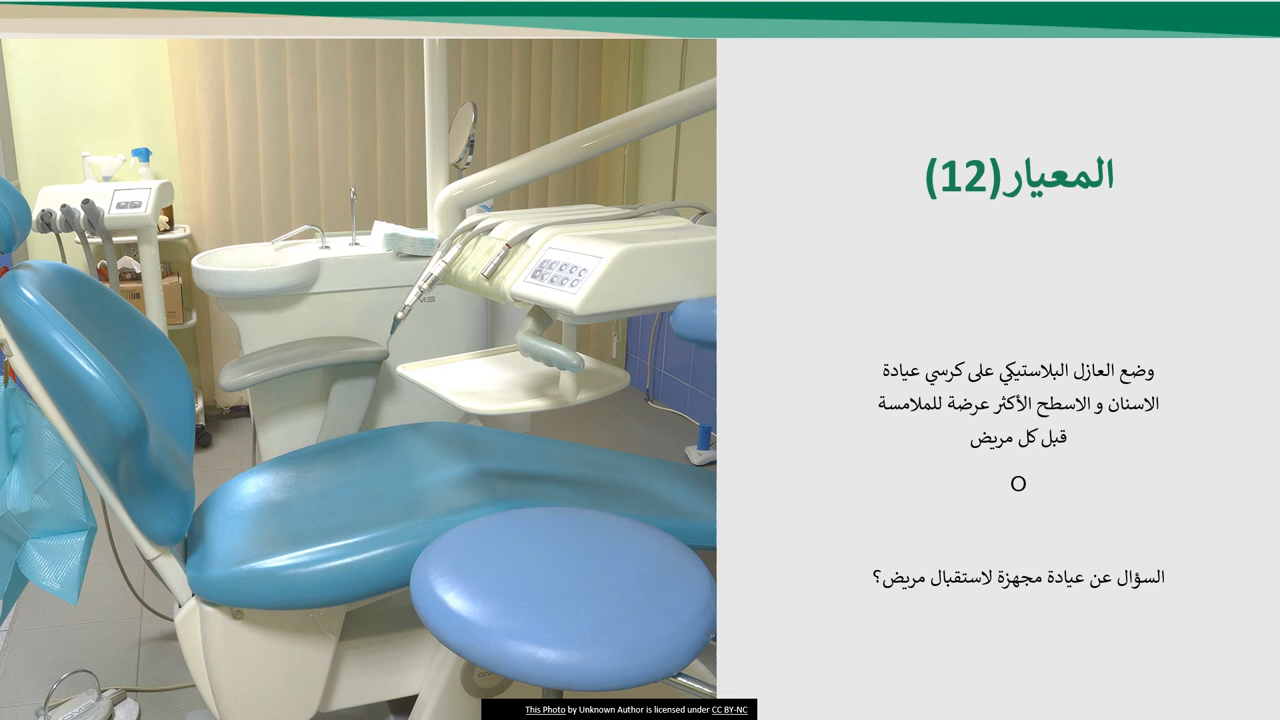 المعيار(12)
وضع العازل البلاستيكي على كرسي عيادة
الاسنان و الاسطح الأكثر عرضة للملامسة
قبل كل مريض
O
السؤال عن عيادة مجهزة لاستقبال مريض؟
This Photo by Unknown Author is licensed under CC BY-NC